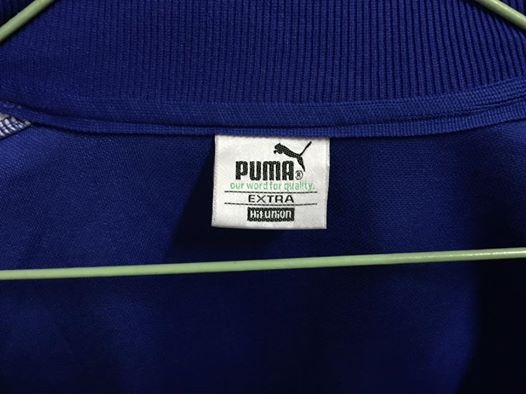 PUMA®
our word for quality.
EXTRA
Hit union